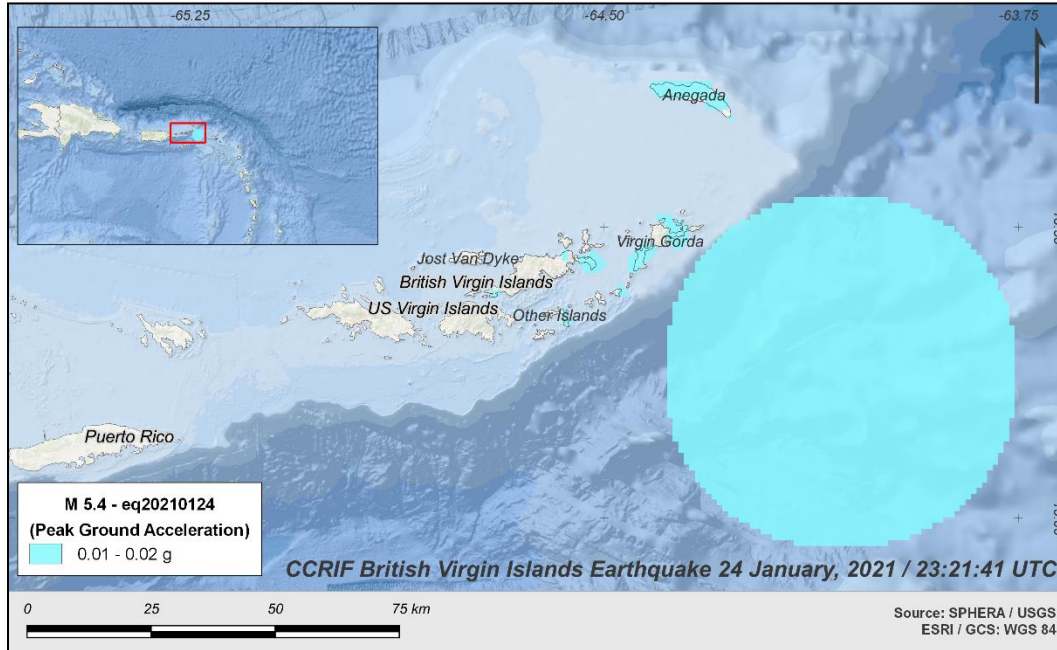 -65.25
-64.50
-63.75
Anegada
Virgin Gorda
Jost Van Dyke
British Virgin Islands
US Virgin Islands
Other Islands
Puerto Rico
M 5.4 - eq20210124
(Peak Ground Acceleration)
0.01 - 0.02 g
CCRIF British Virgin Islands Earthquake 24 January, 2021 / 23:21:41 UTC
0 25 50 75 km
Source: SPHERA / USGS
ESRI / GCS: WGS 84